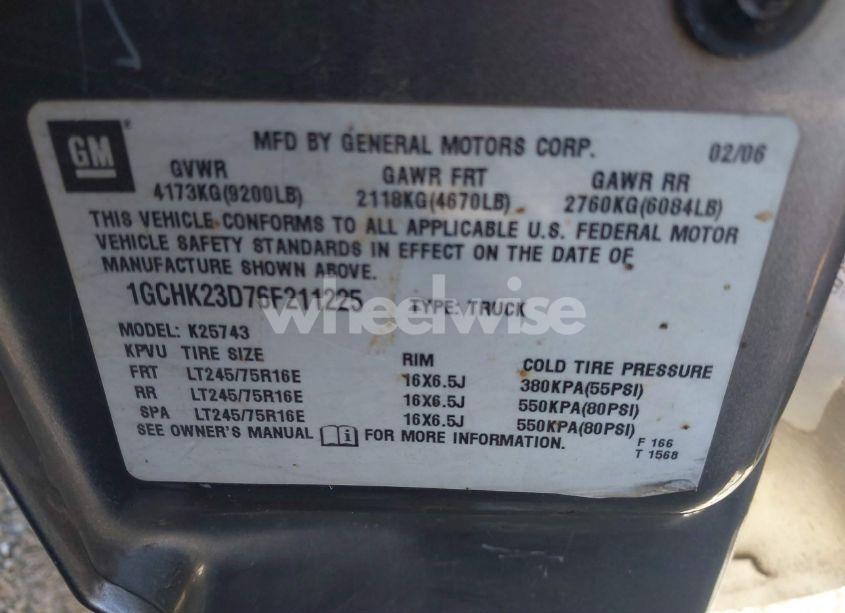 GM
MFD BY GENERAL MOTORS CORP. 02/06
GVWR GAWR FRT GAWR RR
4173KG(9200LB) 2118KG(4670LB) 2760KG(6084LB)
THIS VEHICLE CONFORMS TO ALL APPLICABLE U.S. FEDERAL MOTOR
VEHICLE SAFETY STANDARDS IN EFFECT ON THE DATE OF
MANUFACTURE SHOWN ABOVE.
1GCHK23D76F211225 TYPE: TRUCK
wheelwise
MODEL: K25743
KPVU TIRE SIZE RIM COLD TIRE PRESSURE
FRT LT245/75R16E 16X6.5J 380KPA(55PSI)
RR LT245/75R16E 16X6.5J 550KPA(80PSI)
SPA LT245/75R16E 16X6.5J 550KPA(80PSI)
SEE OWNER'S MANUAL FOR MORE INFORMATION.
F 166
T 1568